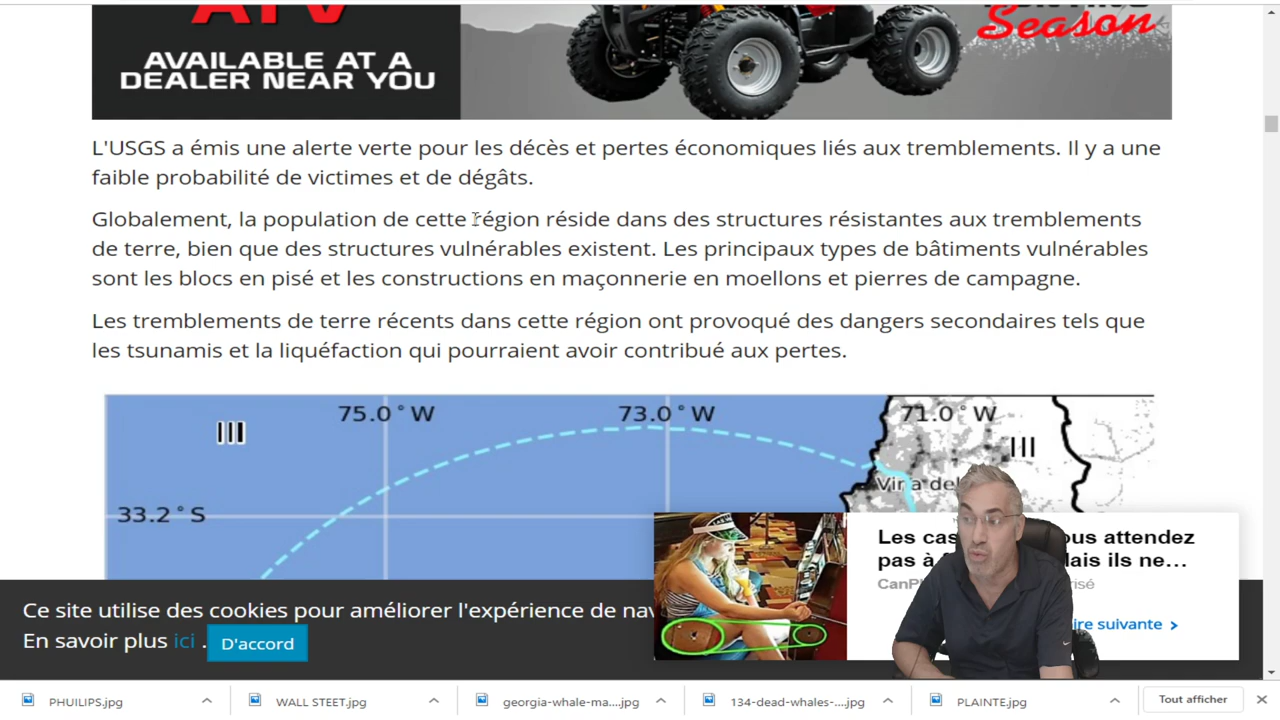 ATV
Season
AVAILABLE AT A
DEALER NEAR YOU
L'USGS a émis une alerte verte pour les décès et pertes économiques liés aux tremblements. Il y a une
faible probabilité de victimes et de dégâts.
Globalement, la population de cette région réside dans des structures résistantes aux tremblements
de terre, bien que des structures vulnérables existent. Les principaux types de bâtiments vulnérables
sont les blocs en pisé et les constructions en maçonnerie en moellons et pierres de campagne.
Les tremblements de terre récents dans cette région ont provoqué des dangers secondaires tels que
les tsunamis et la liquéfaction qui pourraient avoir contribué aux pertes.
75.0°W 73.0°W 71.0°W
III III
Vina del
33.2°S
Les cas ous attendez
pas à lais ils ne...
CanP
ire suivante >
Ce site utilise des cookies pour améliorer l'expérience de nav
En savoir plus ici . D'accord
PHUILIPS.jpg WALL STEET.jpg georgia-whale-ma....jpg 134-dead-whales-....jpg PLAINTE.jpg Tout afficher